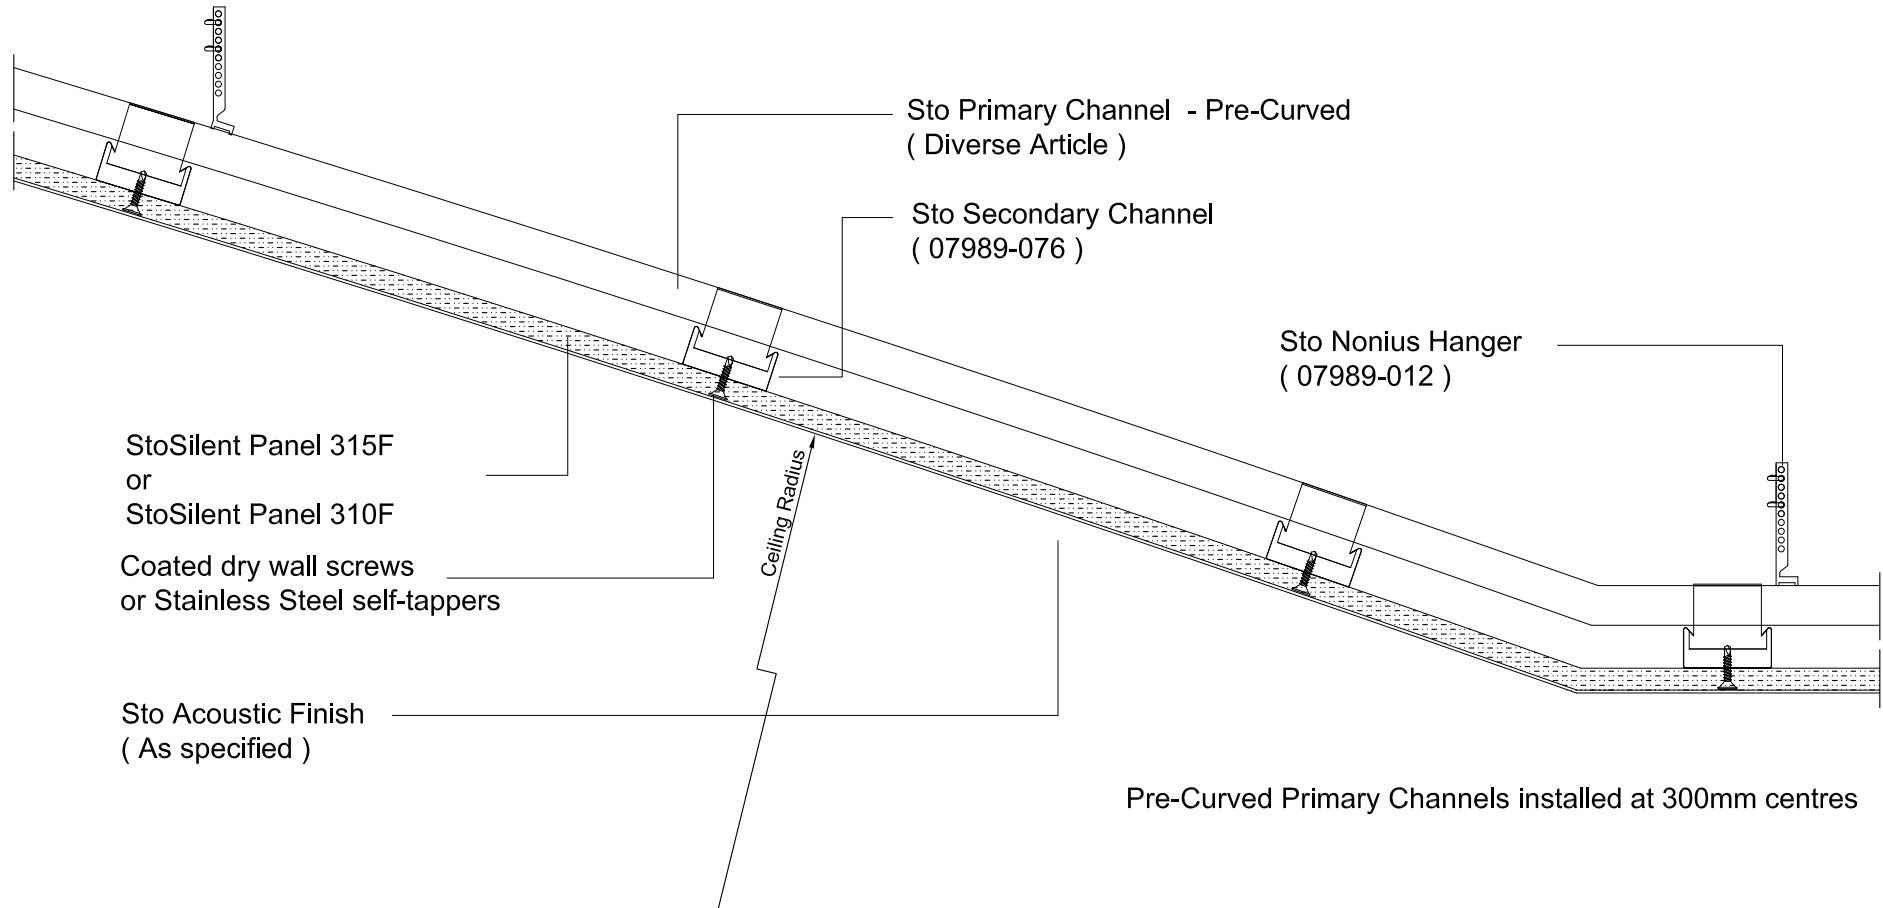 Sto Primary Channel - Pre-Curved
( Diverse Article )
Sto Secondary Channel
( 07989-076 )
Sto Nonius Hanger
( 07989-012 )
StoSilent Panel 315F
or
StoSilent Panel 310F
Ceiling Radius
Coated dry wall screws
or Stainless Steel self-tappers
Sto Acoustic Finish
( As specified )
Pre-Curved Primary Channels installed at 300mm centres